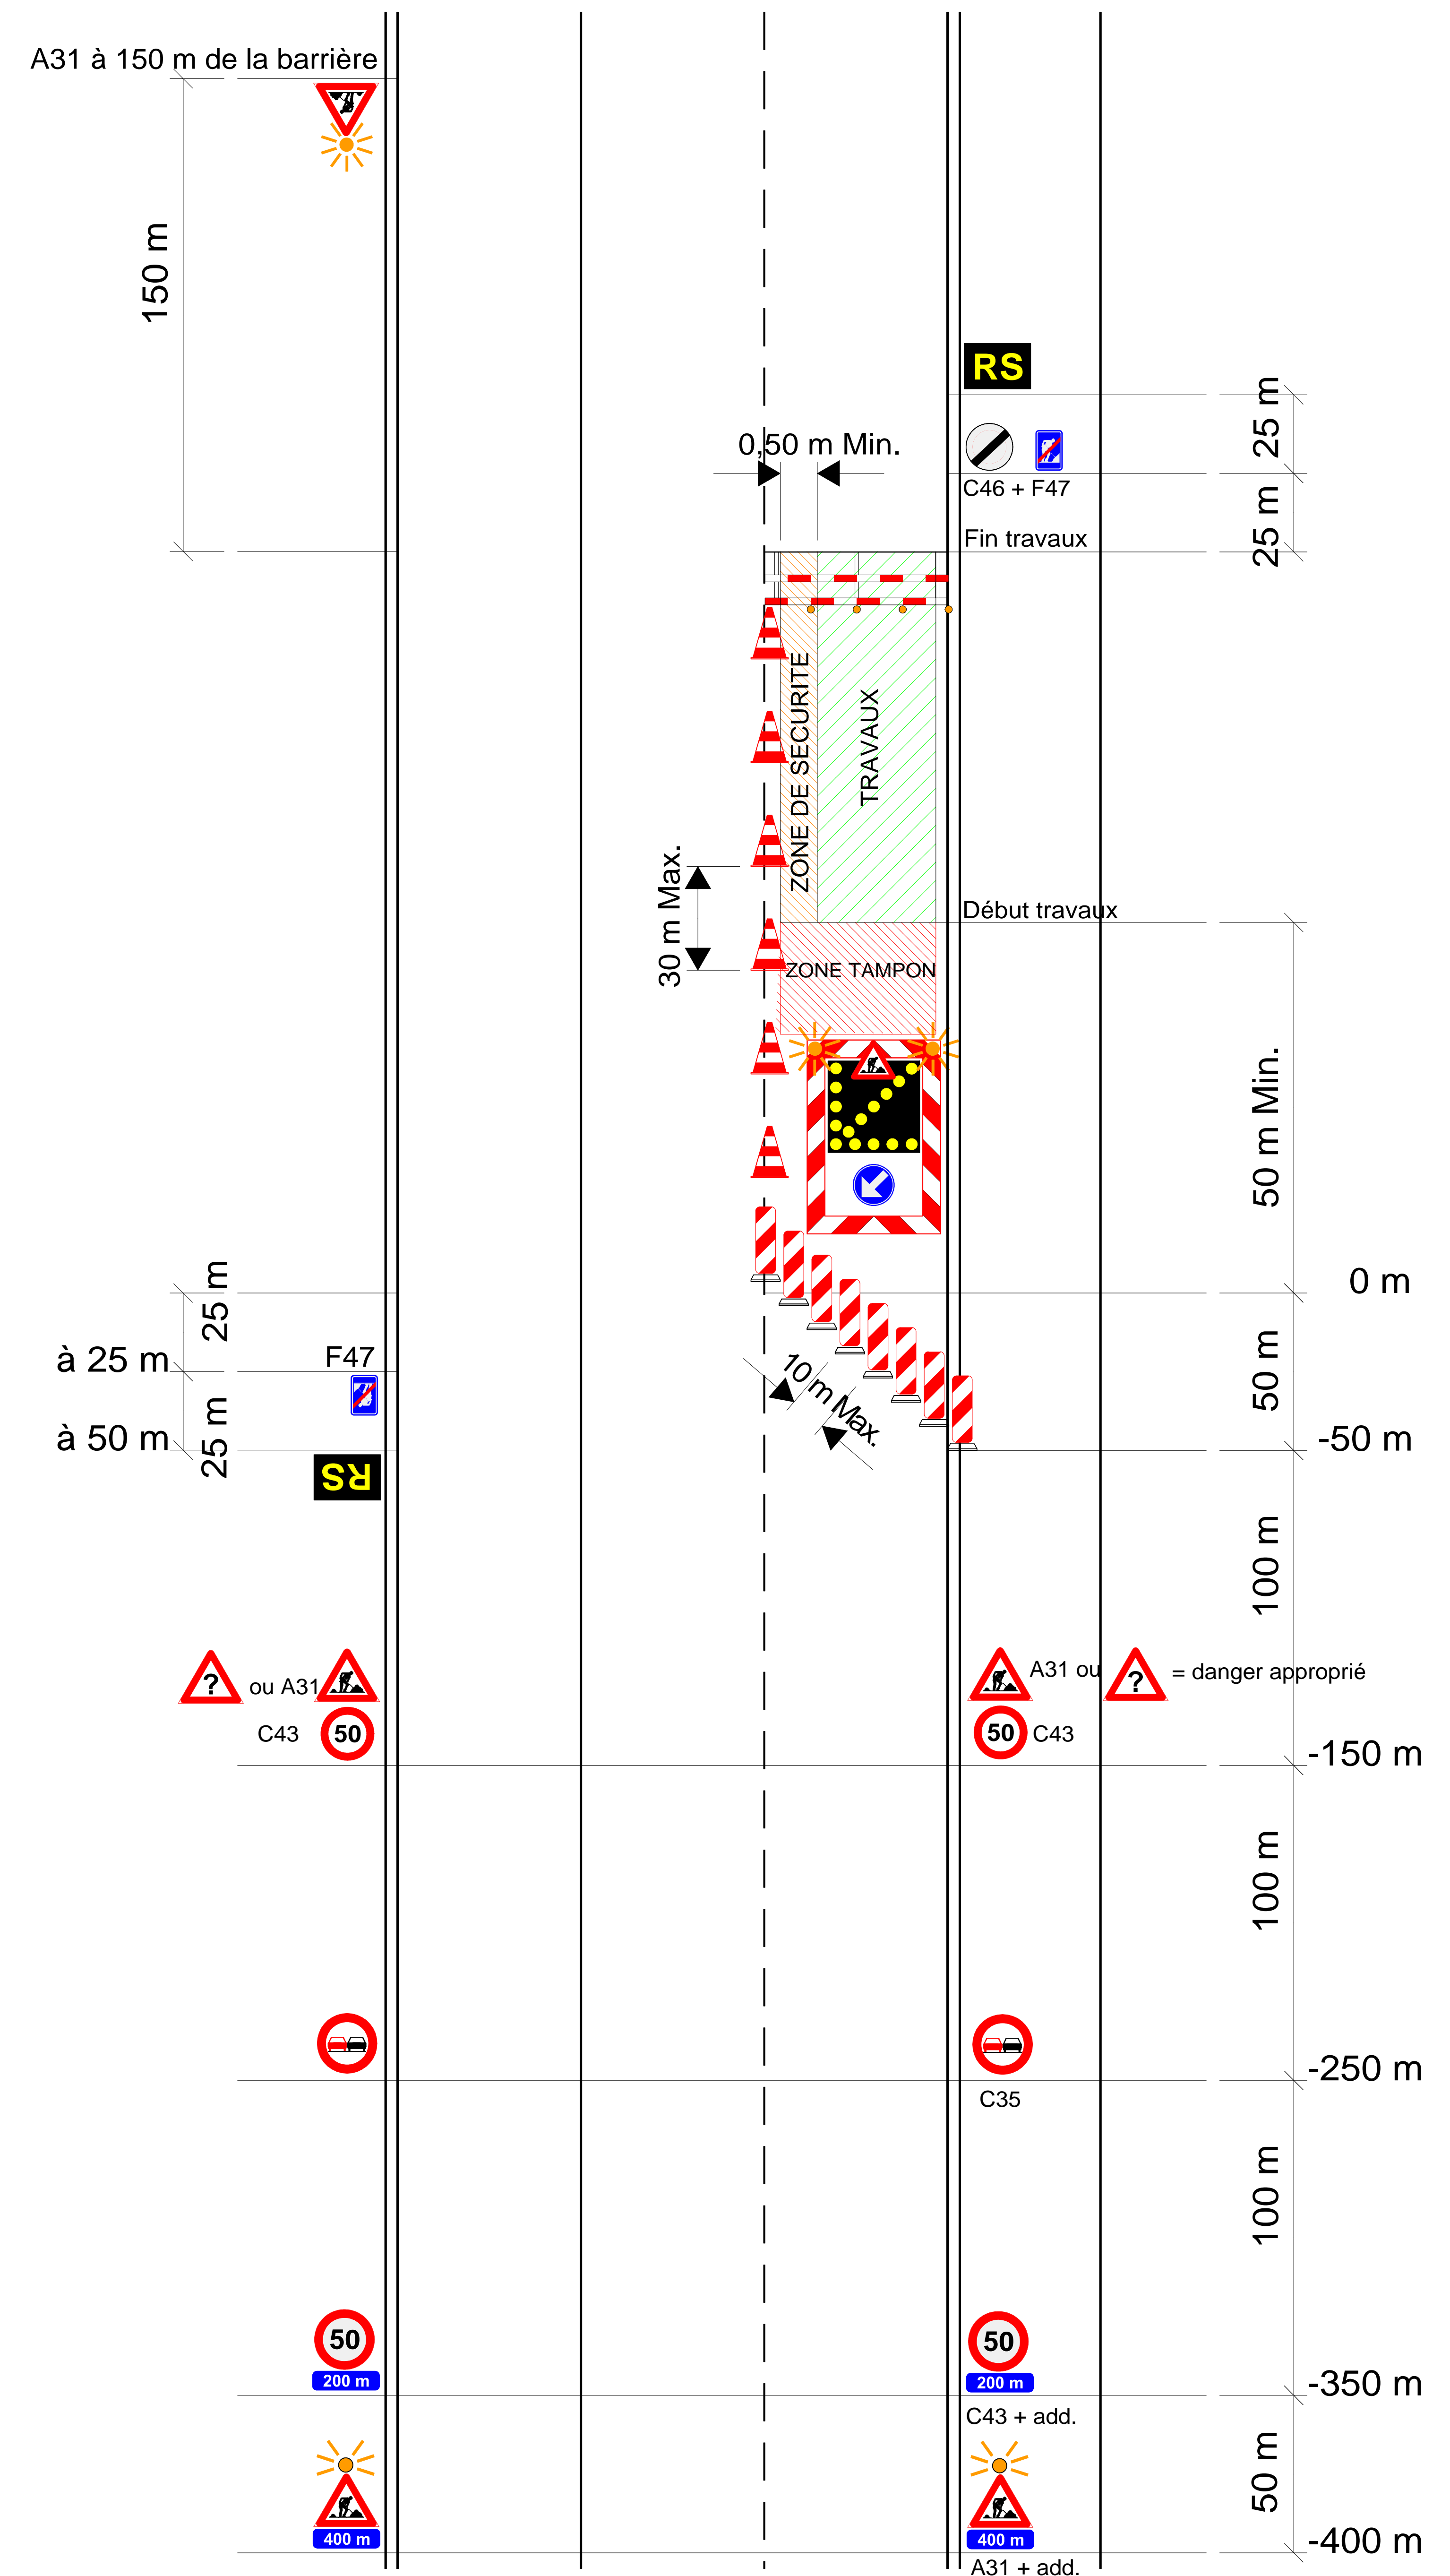 A31 à 150 m de la barrière
150 m
RS
25 m
0,50 m Min.
C46 + F47
25 m
Fin travaux
ZONE DE SECURITE
TRAVAUX
30 m Max.
Début travaux
ZONE TAMPON
50 m Min.
0 m
25 m
à 25 m
F47
50 m
10 m Max.
à 50 m
25 m
-50 m
RS
100 m
?
ou A31
A31 ou
?
= danger approprié
C43
50
50
C43
-150 m
100 m
-250 m
C35
100 m
50
200 m
50
200 m
-350 m
C43 + add.
50 m
400 m
400 m
-400 m
A31 + add.